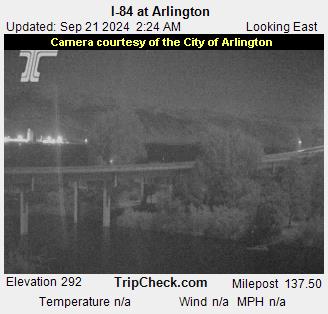 I-84 at Arlington
Updated: Sep 21 2024 2:24 AM Looking East
Camera courtesy of the City of Arlington
Elevation 292 TripCheck.com Milepost 137.50
Temperature n/a Wind n/a MPH n/a